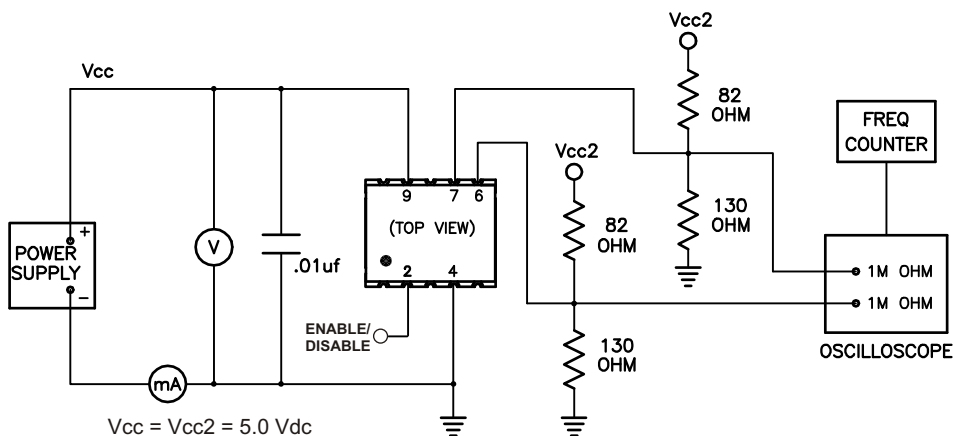 Vcc2
Vcc
82
OHM
FREQ
COUNTER
Vcc2
9 7 6
130
OHM
82
OHM
(TOP VIEW)
+
POWER
SUPPLY
–
V
.01uf
2 4
1M OHM
1M OHM
ENABLE/
DISABLE
130
OHM
OSCILLOSCOPE
mA
Vcc = Vcc2 = 5.0 Vdc